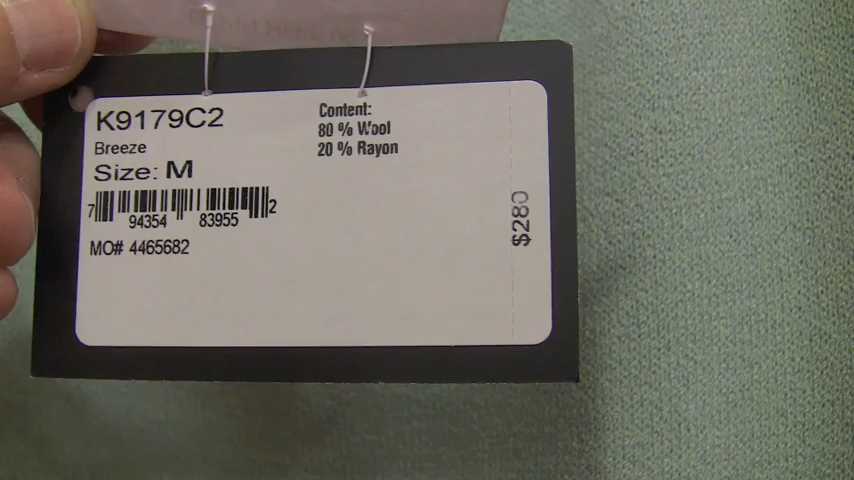 K9179C2
Breeze
Size: M
7 94354 83955 2
MO# 4465682
Content:
80 % Wool
20 % Rayon
$280